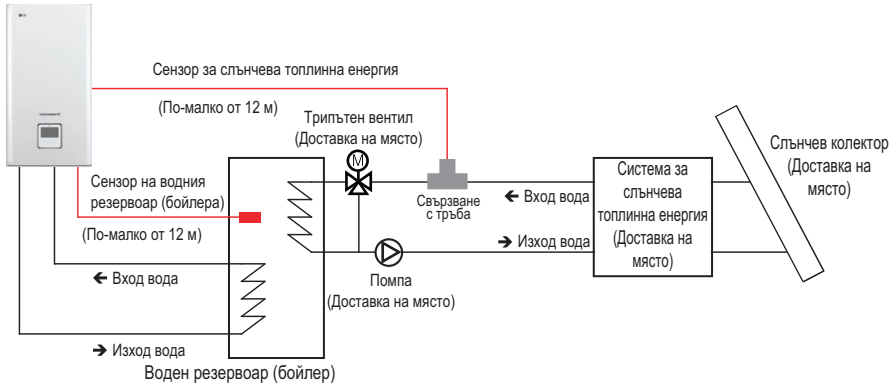 LG
Сензор за слънчева топлинна енергия
(По-малко от 12 м)
Трипътен вентил
(Доставка на място)
M
Слънчев колектор
(Доставка на
място)
Сензор на водния
резервоар (бойлера)
(По-малко от 12 м)
Свързване
с тръба
🡸 Вход вода
🡺 Изход вода
Система за
слънчева
топлинна енергия
(Доставка на
място)
Помпа
(Доставка на място)
🡸 Вход вода
🡺 Изход вода
Воден резервоар (бойлер)